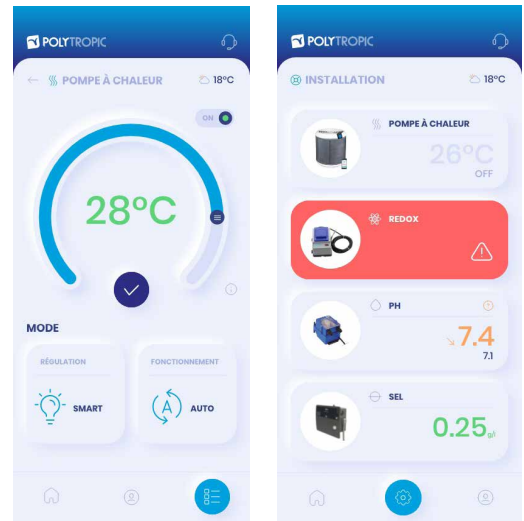 POLYTROPIC
POMPE À CHALEUR
18°C
ON
28°C
MODE
RÉGULATION
SMART
FONCTIONNEMENT
A
AUTO
POLYTROPIC
INSTALLATION
18°C
POMPE À CHALEUR
26°C
OFF
REDOX
PH
7.4
7.1
SEL
0.25 g/l